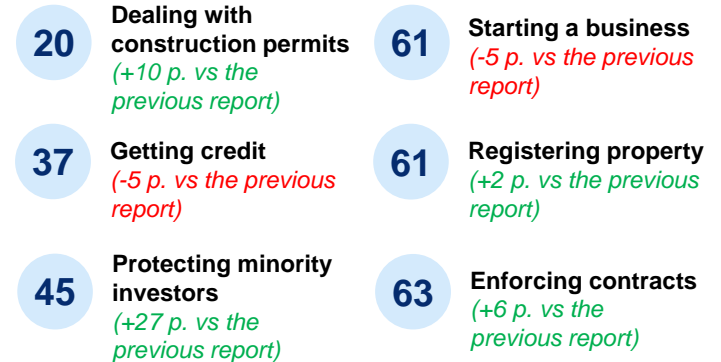 20
Dealing with
construction permits
(+10 p. vs the
previous report)
61
Starting a business
(-5 p. vs the previous
report)
37
Getting credit
(-5 p. vs the previous
report)
61
Registering property
(+2 p. vs the previous
report)
45
Protecting minority
investors
(+27 p. vs the
previous report)
63
Enforcing contracts
(+6 p. vs the
previous report)